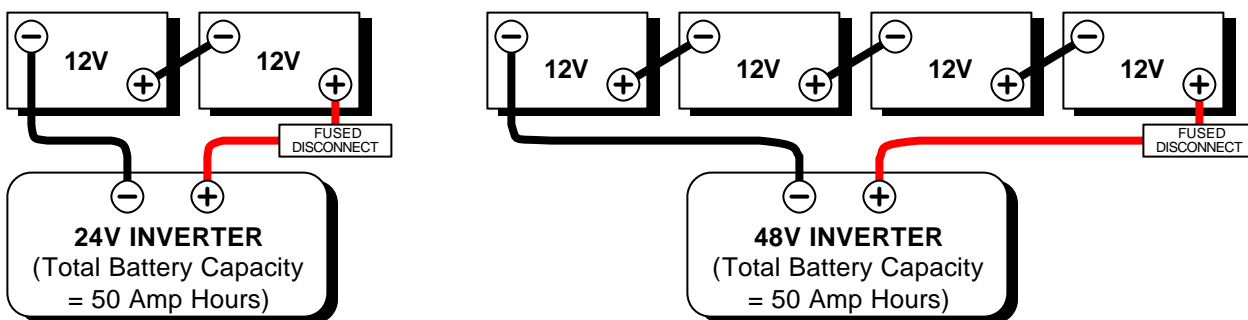 12V
12V
FUSED
DISCONNECT
24V INVERTER
(Total Battery Capacity
= 50 Amp Hours)
12V
12V
12V
12V
FUSED
DISCONNECT
48V INVERTER
(Total Battery Capacity
= 50 Amp Hours)